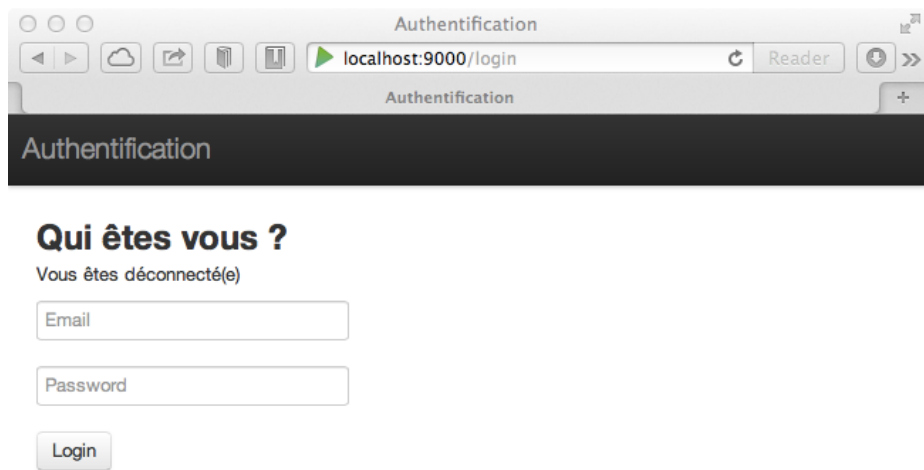 Authentification
localhost:9000/login
Reader
Authentification
Authentification
Qui êtes vous ?
Vous êtes déconnecté(e)
Email
Password
Login